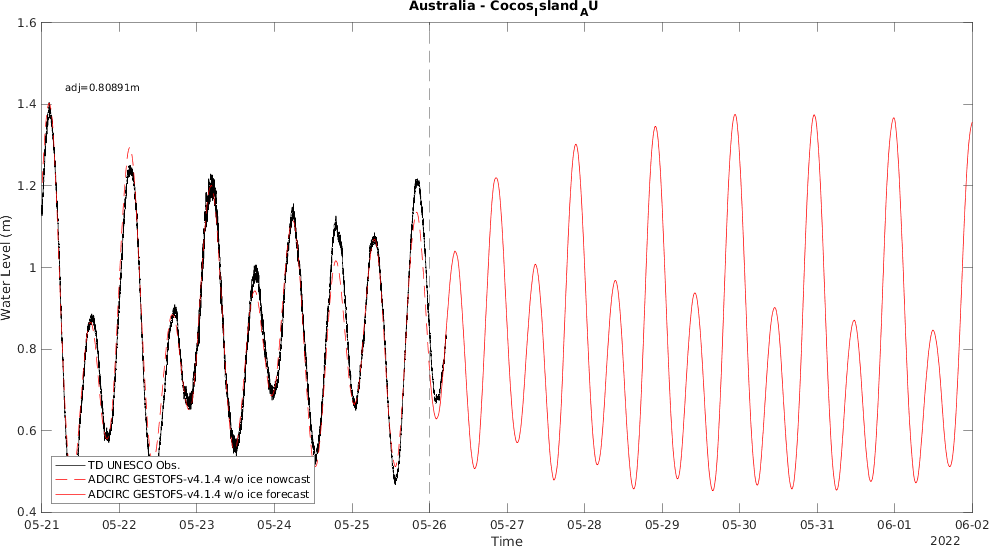 Australia - Cocos_Island_AU
1.6
adj=0.80891m
1.4
1.2
1
0.8
0.6
0.4
Water Level (m)
TD UNESCO Obs.
ADCIRC GESTOFS-v4.1.4 w/o ice nowcast
ADCIRC GESTOFS-v4.1.4 w/o ice forecast
05-21 05-22 05-23 05-24 05-25 05-26 05-27 05-28 05-29 05-30 05-31 06-01 06-02
Time
2022